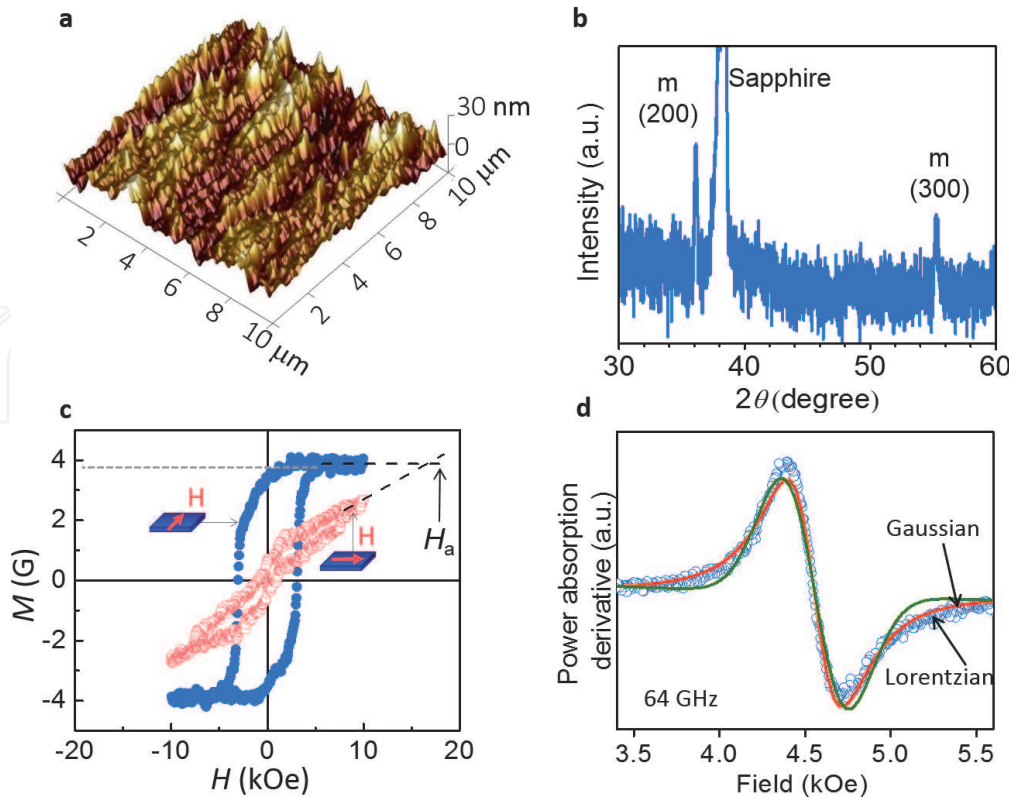 a
30 nm
0
2
4
6
8
10 µm
2
4
6
8
10 µm
b
m
(200)
Sapphire
m
(300)
Intensity (a.u.)
30
40
50
60
2θ (degree)
c
4
2
0
-2
-4
M (G)
H
H
Ha
-20
-10
0
10
20
H (kOe)
d
Power absorption
derivative (a.u.)
Gaussian
Lorentzian
64 GHz
3.5
4.0
4.5
5.0
5.5
Field (kOe)